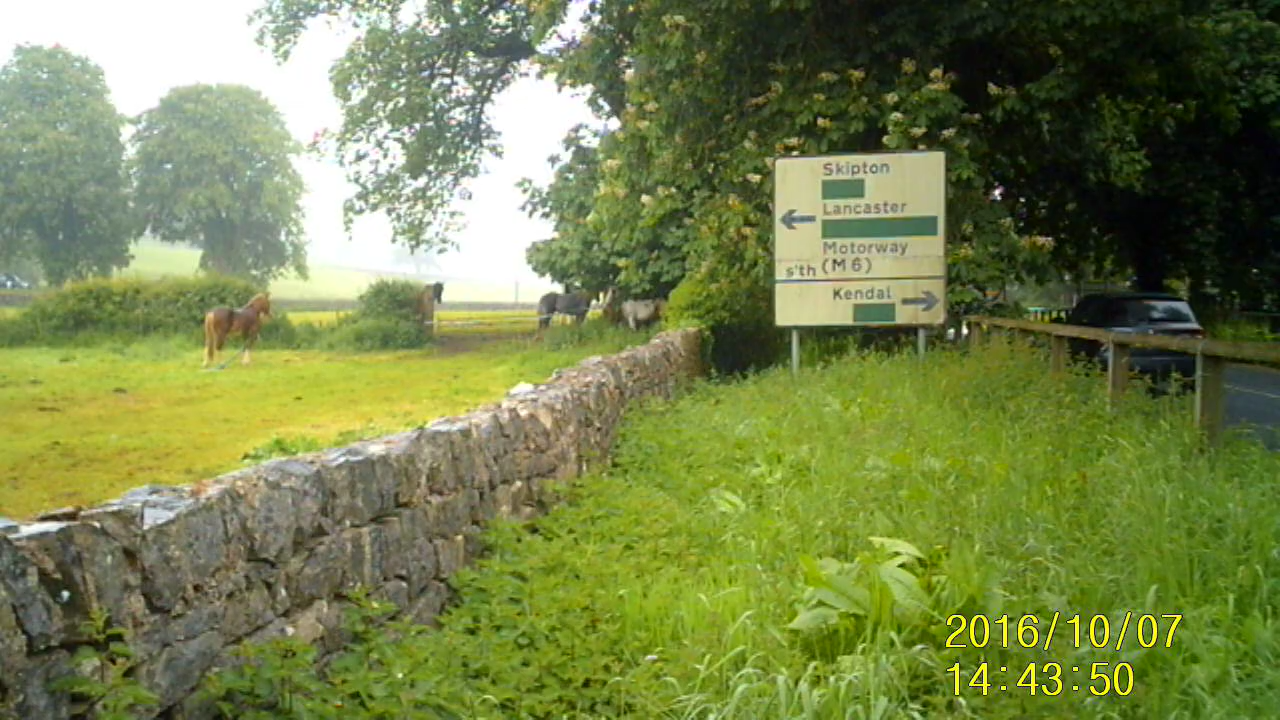 Skipton
Lancaster
Motorway
s'th (M6)
Kendal
2016/10/07
14:43:50